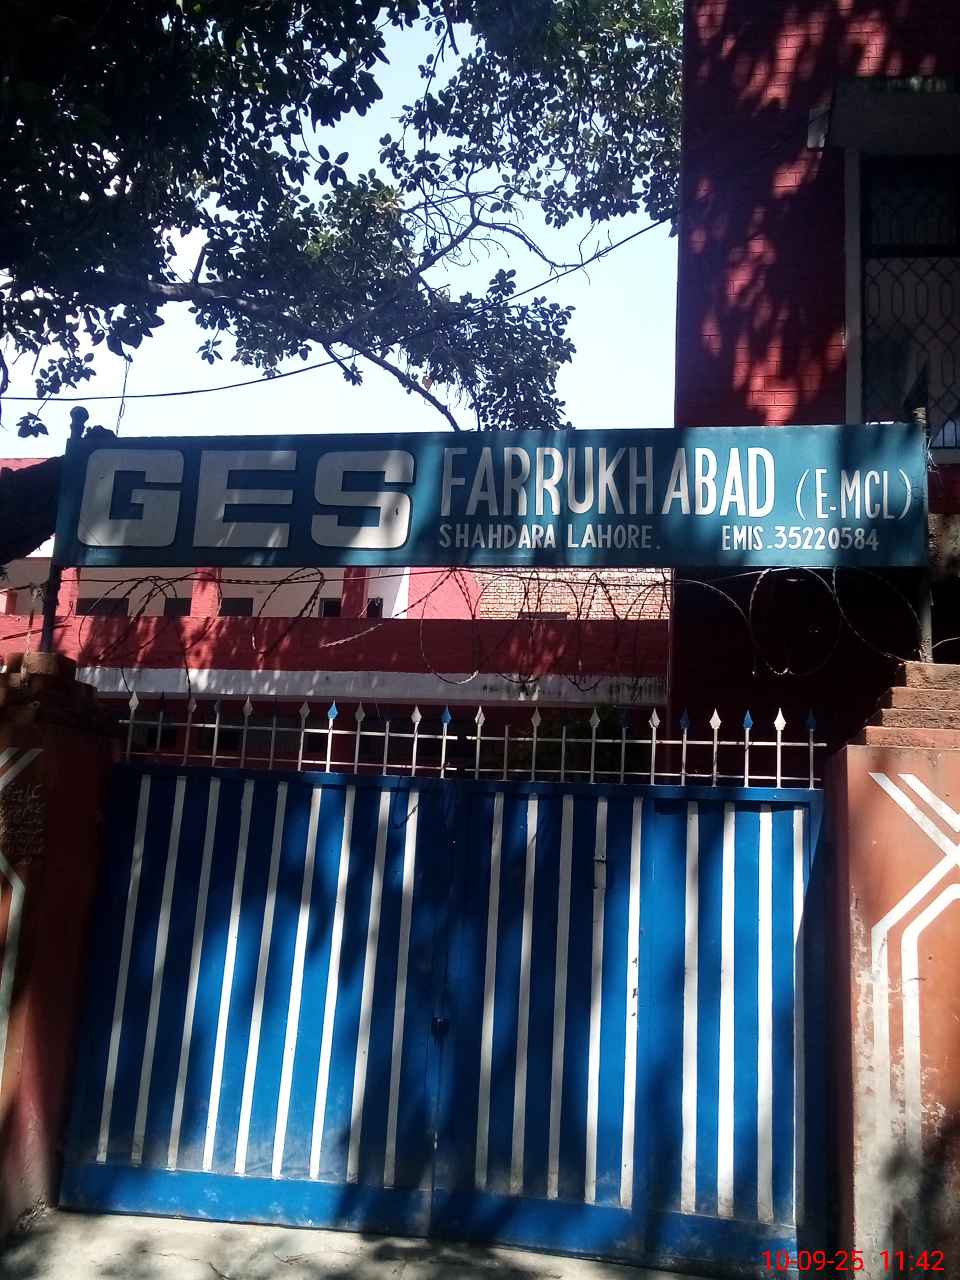 GES FARRUKHABAD (E-MCL)
SHAHDARA LAHORE. EMIS-35220584
10-09-25 11:42